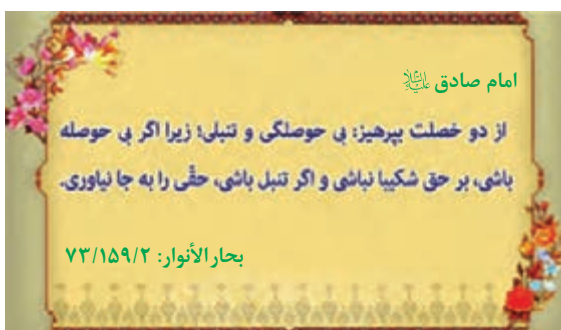 امام صادق علیه‌السلام
از دو خصلت بپرهیز: بی حوصلگی و تنبلی؛ زیرا اگر بی حوصله
باشی، بر حق شکیبا نباشی و اگر تنبل باشی، حقّی را به جا نیاوری.
بحارالأنوار: ۷۳/۱۵۹/۲